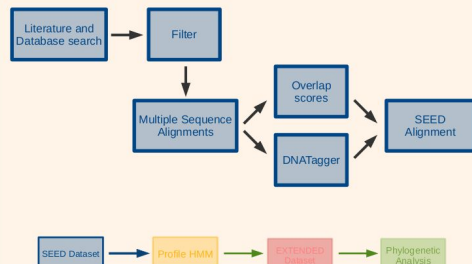 Literature and
Database search
Filter
Multiple Sequence
Alignments
Overlap
scores
DNATagger
SEED
Alignment
SEED Dataset
Profile HMM
EXTENDED
Dataset
Phylogenetic
Analysis